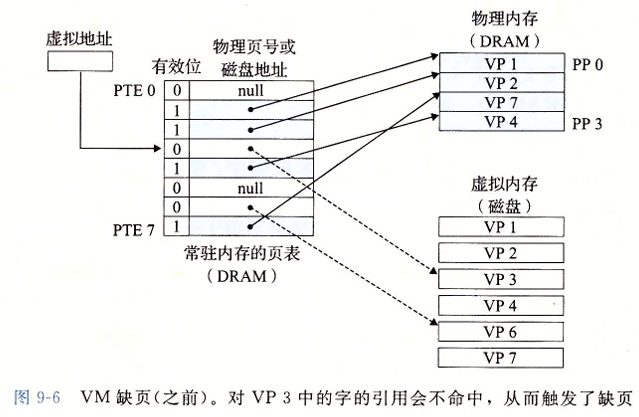 虚拟地址
物理页号或
磁盘地址
有效位
PTE 0
0
null
1
1
0
1
0
null
0
PTE 7
1
常驻内存的页表
（DRAM）
物理内存
（DRAM）
VP 1
PP 0
VP 2
VP 7
VP 4
PP 3
虚拟内存
（磁盘）
VP 1
VP 2
VP 3
VP 4
VP 6
VP 7
图 9-6 VM 缺页(之前)。对 VP 3 中的字的引用会不命中，从而触发了缺页